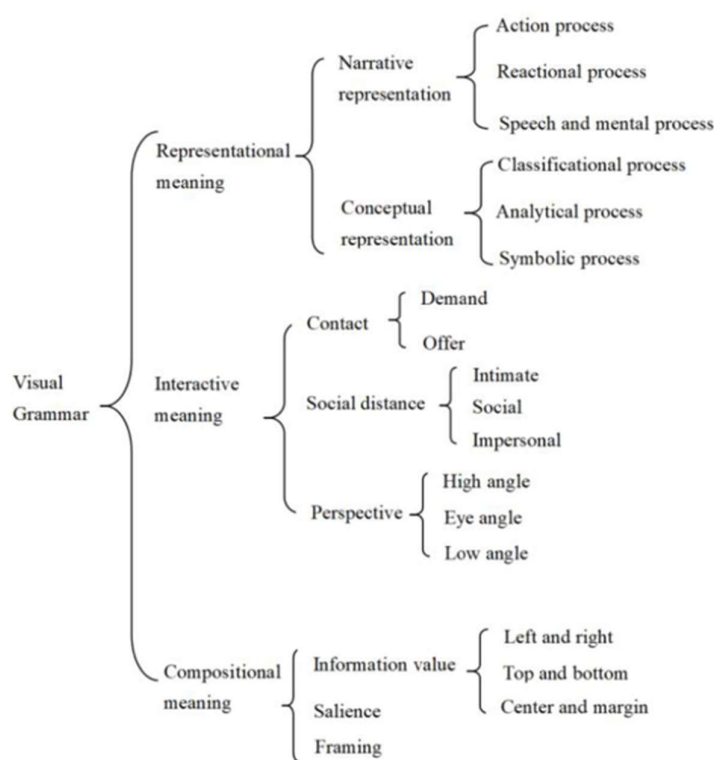 Visual
Grammar
Representational
meaning
Narrative
representation
Action process
Reactional process
Speech and mental process
Conceptual
representation
Classificational process
Analytical process
Symbolic process
Interactive
meaning
Contact
Demand
Offer
Social distance
Intimate
Social
Impersonal
Perspective
High angle
Eye angle
Low angle
Compositional
meaning
Information value
Left and right
Top and bottom
Center and margin
Salience
Framing